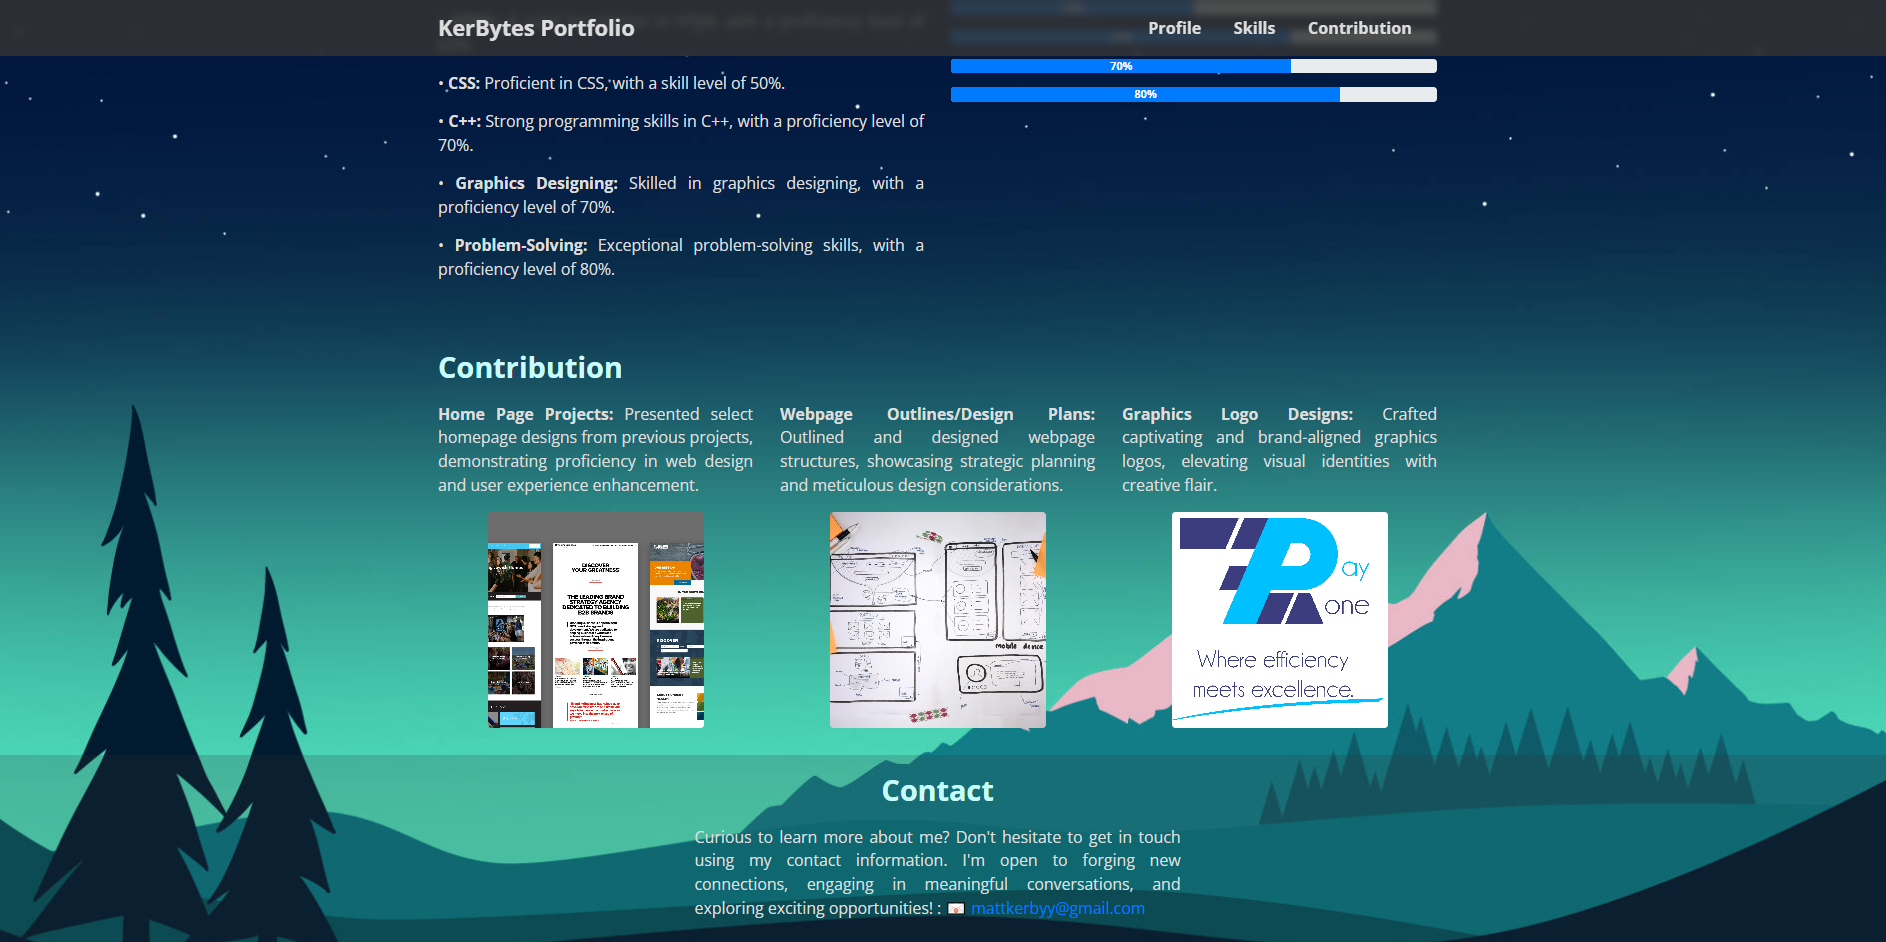 KerBytes Portfolio
Profile
Skills
Contribution
• CSS: Proficient in CSS, with a skill level of 50%.
• C++: Strong programming skills in C++, with a proficiency level of
70%.
• Graphics Designing: Skilled in graphics designing, with a
proficiency level of 70%.
• Problem-Solving: Exceptional problem-solving skills, with a
proficiency level of 80%.
70%
80%
Contribution
Home Page Projects: Presented select
homepage designs from previous projects,
demonstrating proficiency in web design
and user experience enhancement.
Webpage Outlines/Design Plans:
Outlined and designed webpage
structures, showcasing strategic planning
and meticulous design considerations.
Graphics Logo Designs: Crafted
captivating and brand-aligned graphics
logos, elevating visual identities with
creative flair.
DISCOVER
YOUR GREATNESS
THE LEADING BRAND
STRATEGY AGENCY
DEDICATED TO BUILDING
B2B BRANDS
DISCOVER
mobile device
Pay
one
Where efficiency
meets excellence.
Contact
Curious to learn more about me? Don't hesitate to get in touch
using my contact information. I'm open to forging new
connections, engaging in meaningful conversations, and
exploring exciting opportunities! : 📧 mattkerbyy@gmail.com